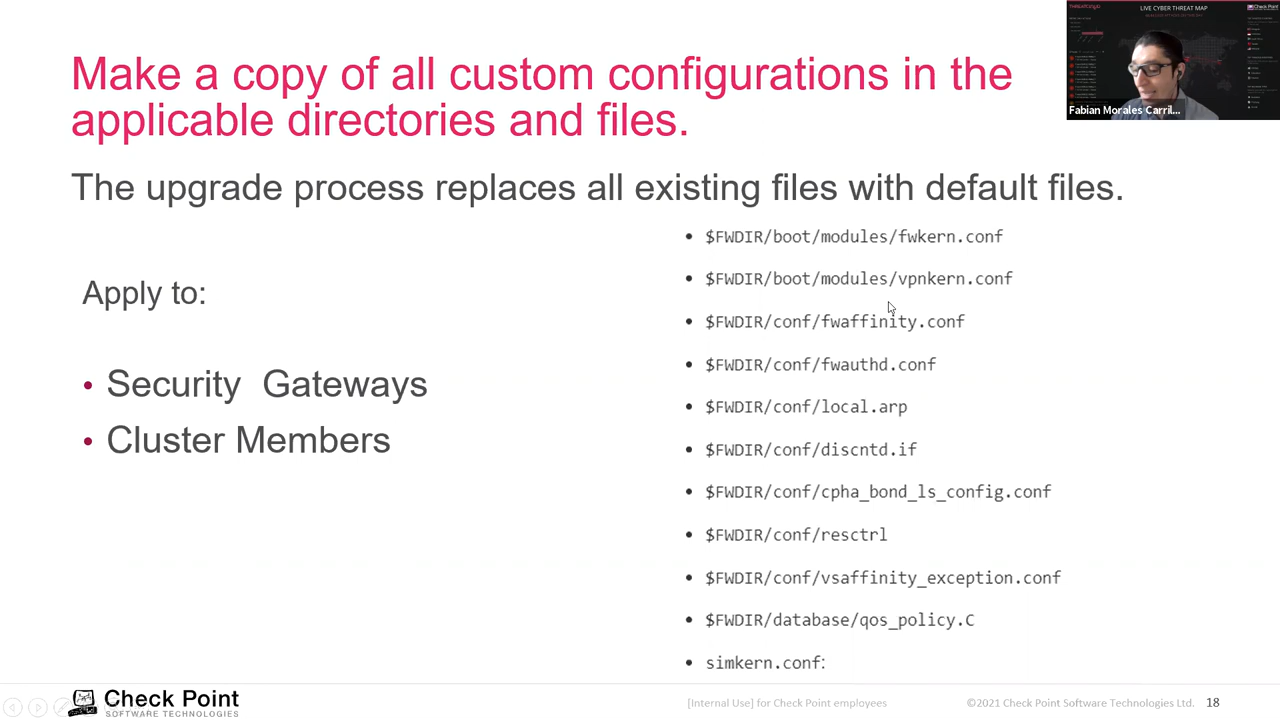 LIVE CYBER THREAT MAP
Check Point
Fabian Morales Carril...
Make a copy of all custom configurations in the
applicable directories and files.
The upgrade process replaces all existing files with default files.
Apply to:
• Security  Gateways
• Cluster Members
• $FWDIR/boot/modules/fwkern.conf
• $FWDIR/boot/modules/vpnkern.conf
• $FWDIR/conf/fwaffinity.conf
• $FWDIR/conf/fwauthd.conf
• $FWDIR/conf/local.arp
• $FWDIR/conf/discntd.if
• $FWDIR/conf/cpha_bond_ls_config.conf
• $FWDIR/conf/resctrl
• $FWDIR/conf/vsaffinity_exception.conf
• $FWDIR/database/qos_policy.C
• simkern.conf:
Check Point
SOFTWARE TECHNOLOGIES
[Internal Use] for Check Point employees
©2021 Check Point Software Technologies Ltd. 18